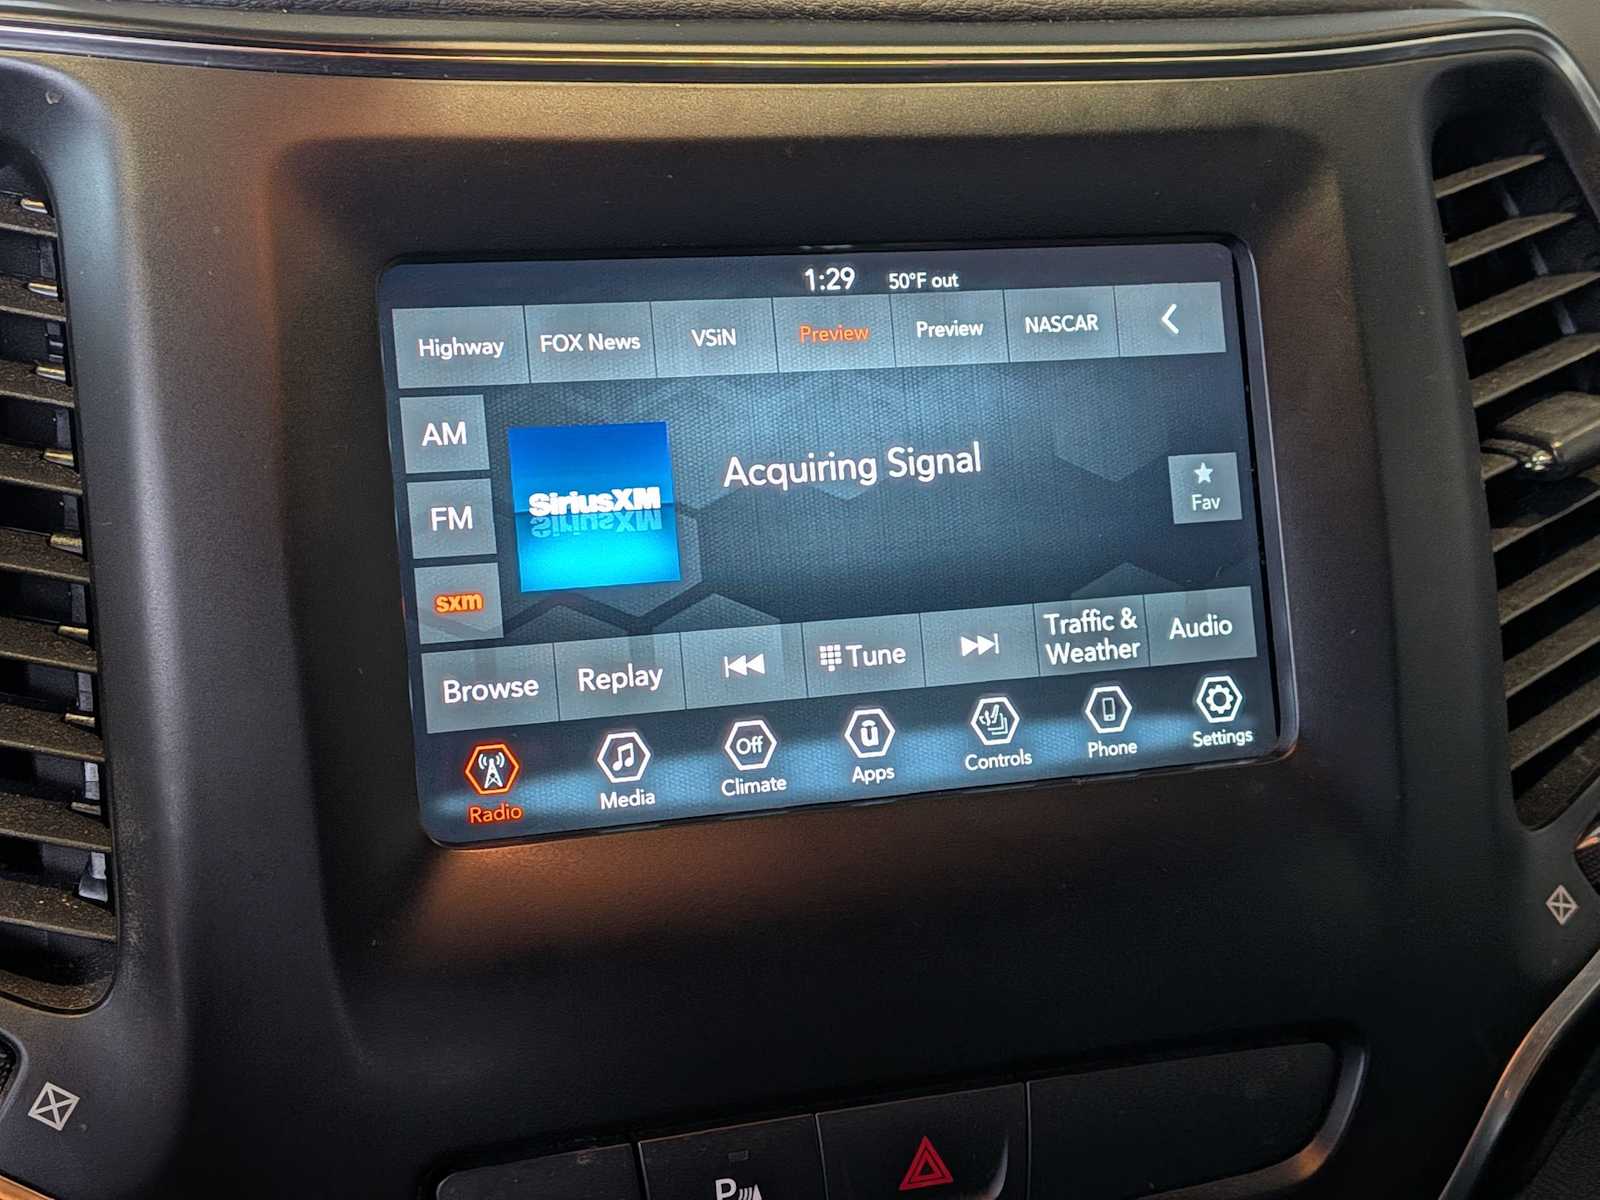 1:29 50°F out
Highway FOX News VSiN Preview Preview NASCAR
AM
FM
sxm
SiriusXM
Acquiring Signal
Fav
Browse Replay Tune Traffic & Weather Audio
Radio Media Off Climate Apps Controls Phone Settings
P